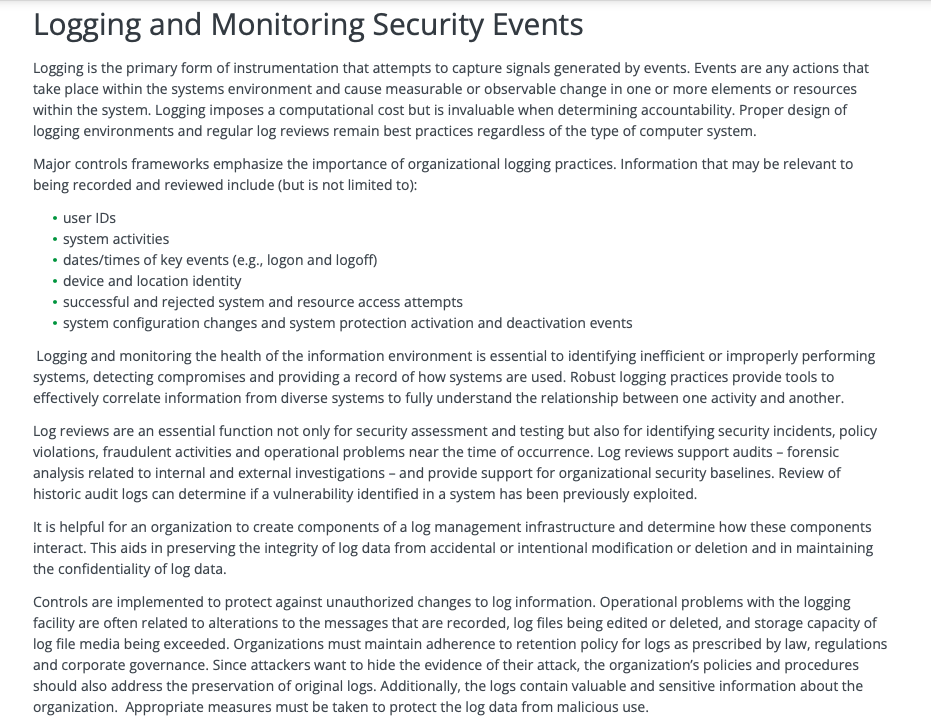 Logging and Monitoring Security Events
Logging is the primary form of instrumentation that attempts to capture signals generated by events. Events are any actions that
take place within the systems environment and cause measurable or observable change in one or more elements or resources
within the system. Logging imposes a computational cost but is invaluable when determining accountability. Proper design of
logging environments and regular log reviews remain best practices regardless of the type of computer system.
Major controls frameworks emphasize the importance of organizational logging practices. Information that may be relevant to
being recorded and reviewed include (but is not limited to):
• user IDs
• system activities
• dates/times of key events (e.g., logon and logoff)
• device and location identity
• successful and rejected system and resource access attempts
• system configuration changes and system protection activation and deactivation events
Logging and monitoring the health of the information environment is essential to identifying inefficient or improperly performing
systems, detecting compromises and providing a record of how systems are used. Robust logging practices provide tools to
effectively correlate information from diverse systems to fully understand the relationship between one activity and another.
Log reviews are an essential function not only for security assessment and testing but also for identifying security incidents, policy
violations, fraudulent activities and operational problems near the time of occurrence. Log reviews support audits – forensic
analysis related to internal and external investigations – and provide support for organizational security baselines. Review of
historic audit logs can determine if a vulnerability identified in a system has been previously exploited.
It is helpful for an organization to create components of a log management infrastructure and determine how these components
interact. This aids in preserving the integrity of log data from accidental or intentional modification or deletion and in maintaining
the confidentiality of log data.
Controls are implemented to protect against unauthorized changes to log information. Operational problems with the logging
facility are often related to alterations to the messages that are recorded, log files being edited or deleted, and storage capacity of
log file media being exceeded. Organizations must maintain adherence to retention policy for logs as prescribed by law, regulations
and corporate governance. Since attackers want to hide the evidence of their attack, the organization’s policies and procedures
should also address the preservation of original logs. Additionally, the logs contain valuable and sensitive information about the
organization.  Appropriate measures must be taken to protect the log data from malicious use.